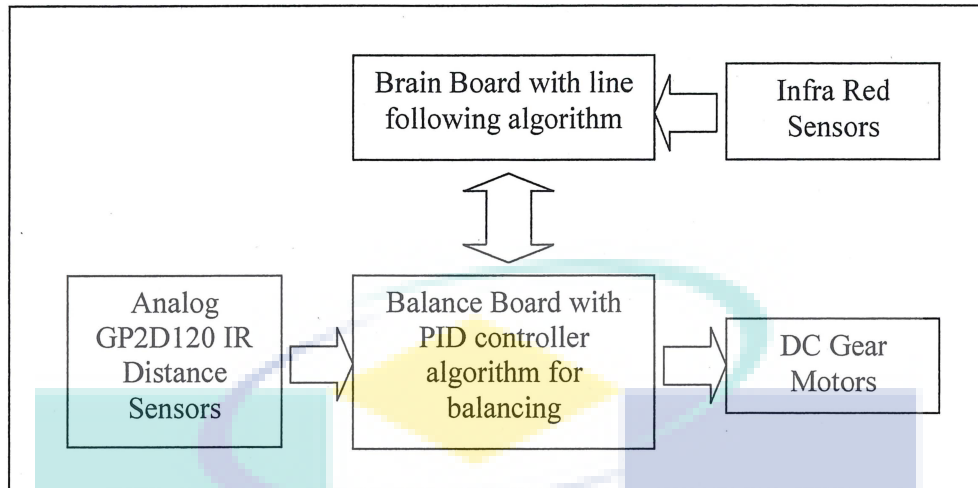 Brain Board with line
following algorithm
Infra Red
Sensors
Analog
GP2D120 IR
Distance
Sensors
Balance Board with
PID controller
algorithm for
balancing
DC Gear
Motors